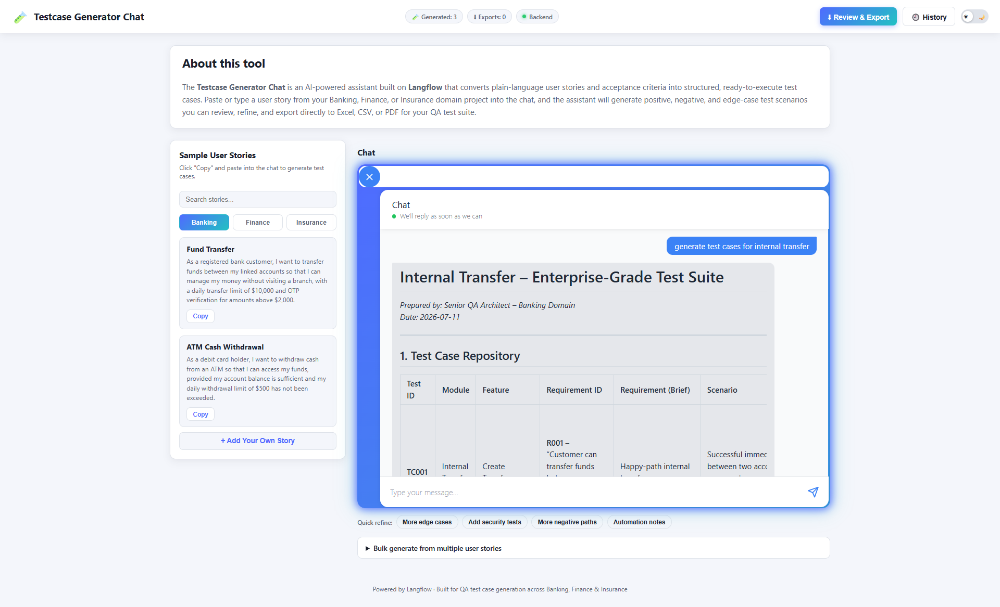 Testcase Generator Chat
Generated: 3
⬇ Exports: 0
Backend
⬇ Review & Export
History
About this tool
The Testcase Generator Chat is an AI-powered assistant built on Langflow that converts plain-language user stories and acceptance criteria into structured, ready-to-execute test
cases. Paste or type a user story from your Banking, Finance, or Insurance domain project into the chat, and the assistant will generate positive, negative, and edge-case test scenarios
you can review, refine, and export directly to Excel, CSV, or PDF for your QA test suite.
Sample User Stories
Click "Copy" and paste into the chat to generate test
cases.
Search stories...
Banking
Finance
Insurance
Fund Transfer
As a registered bank customer, I want to transfer
funds between my linked accounts so that I can
manage my money without visiting a branch, with
a daily transfer limit of $10,000 and OTP
verification for amounts above $2,000.
Copy
ATM Cash Withdrawal
As a debit card holder, I want to withdraw cash
from an ATM so that I can access my funds,
provided my account balance is sufficient and my
daily withdrawal limit of $500 has not been
exceeded.
Copy
+ Add Your Own Story
Chat
Chat
We'll reply as soon as we can
generate test cases for internal transfer
Internal Transfer – Enterprise-Grade Test Suite
Prepared by: Senior QA Architect – Banking Domain
Date: 2026-07-11
1. Test Case Repository
Test
ID
Module
Feature
Requirement ID
Requirement (Brief)
Scenario
TC001
Internal
Create
R001 –
“Customer can
transfer funds
Happy-path internal
Successful immed
between two acco
Type your message...
Quick refine:
More edge cases
Add security tests
More negative paths
Automation notes
▶ Bulk generate from multiple user stories
Powered by Langflow · Built for QA test case generation across Banking, Finance & Insurance